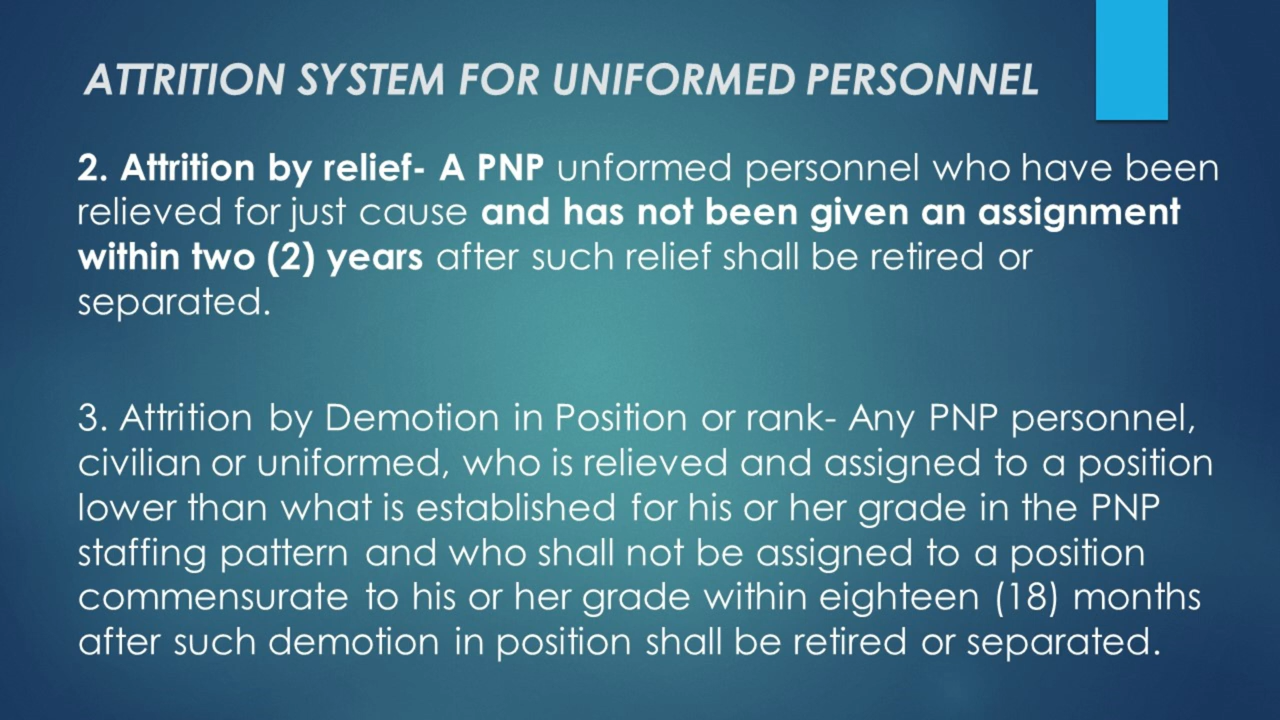 ATTRITION SYSTEM FOR UNIFORMED PERSONNEL
2. Attrition by relief- A PNP unformed personnel who have been
relieved for just cause and has not been given an assignment
within two (2) years after such relief shall be retired or
separated.
3. Attrition by Demotion in Position or rank- Any PNP personnel,
civilian or uniformed, who is relieved and assigned to a position
lower than what is established for his or her grade in the PNP
staffing pattern and who shall not be assigned to a position
commensurate to his or her grade within eighteen (18) months
after such demotion in position shall be retired or separated.